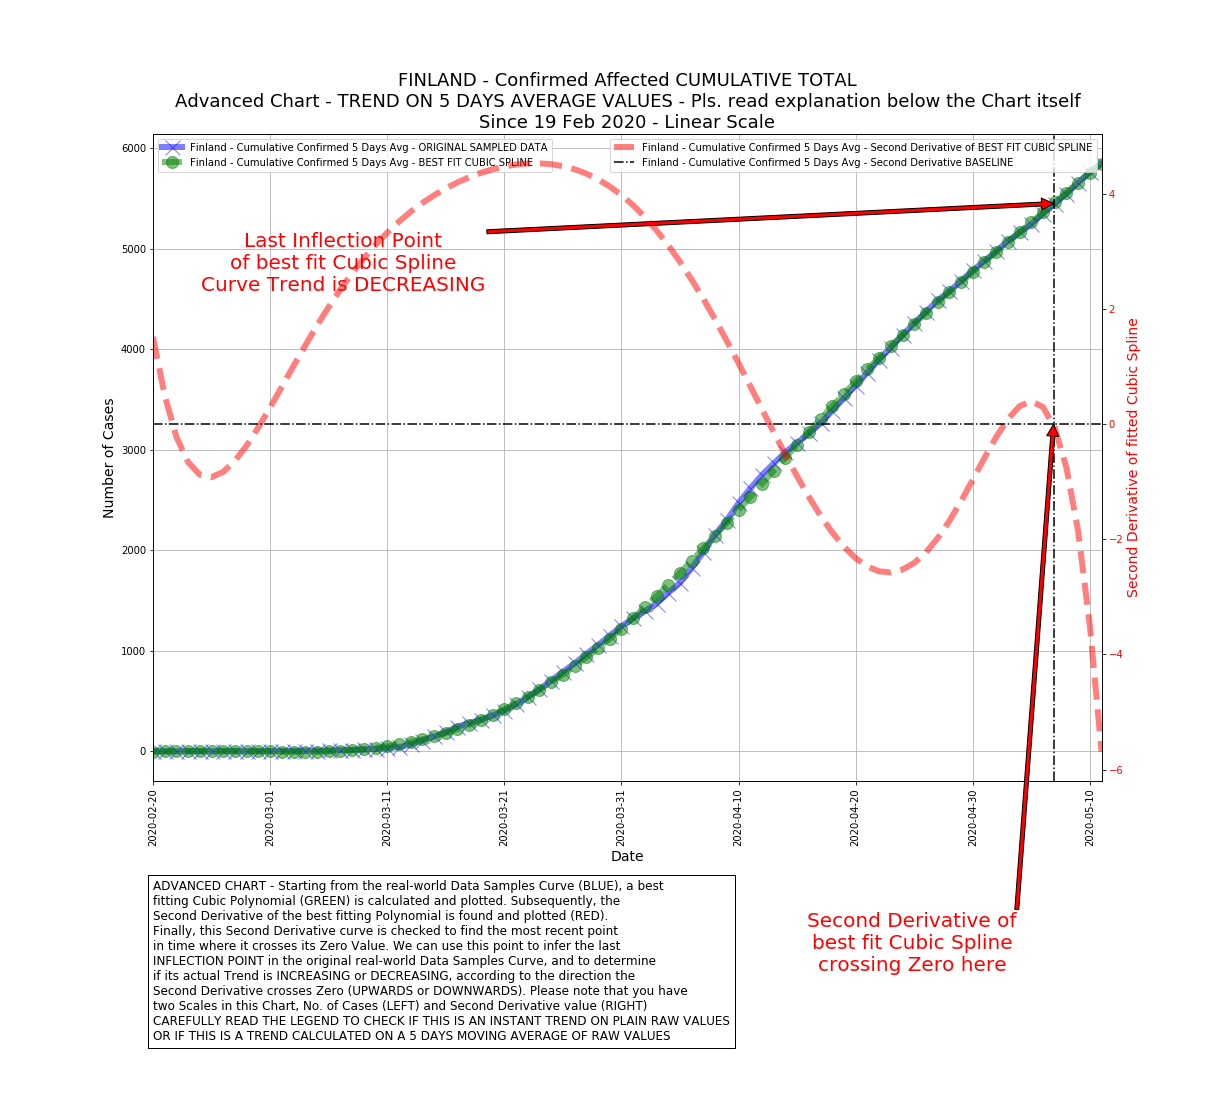 FINLAND - Confirmed Affected CUMULATIVE TOTAL
Advanced Chart - TREND ON 5 DAYS AVERAGE VALUES - Pls. read explanation below the Chart itself
Since 19 Feb 2020 - Linear Scale
Finland - Cumulative Confirmed 5 Days Avg - ORIGINAL SAMPLED DATA
Finland - Cumulative Confirmed 5 Days Avg - BEST FIT CUBIC SPLINE
Finland - Cumulative Confirmed 5 Days Avg - Second Derivative of BEST FIT CUBIC SPLINE
Finland - Cumulative Confirmed 5 Days Avg - Second Derivative BASELINE
Last Inflection Point
of best fit Cubic Spline
Curve Trend is DECREASING
Number of Cases
6000
5000
4000
3000
2000
1000
0
Second Derivative of fitted Cubic Spline
4
2
0
−2
−4
−6
2020-02-20
2020-03-01
2020-03-11
2020-03-21
2020-03-31
2020-04-10
2020-04-20
2020-04-30
2020-05-10
Date
ADVANCED CHART - Starting from the real-world Data Samples Curve (BLUE), a best
fitting Cubic Polynomial (GREEN) is calculated and plotted. Subsequently, the
Second Derivative of the best fitting Polynomial is found and plotted (RED).
Finally, this Second Derivative curve is checked to find the most recent point
in time where it crosses its Zero Value. We can use this point to infer the last
INFLECTION POINT in the original real-world Data Samples Curve, and to determine
if its actual Trend is INCREASING or DECREASING, according to the direction the
Second Derivative crosses Zero (UPWARDS or DOWNWARDS). Please note that you have
two Scales in this Chart, No. of Cases (LEFT) and Second Derivative value (RIGHT)
CAREFULLY READ THE LEGEND TO CHECK IF THIS IS AN INSTANT TREND ON PLAIN RAW VALUES
OR IF THIS IS A TREND CALCULATED ON A 5 DAYS MOVING AVERAGE OF RAW VALUES
Second Derivative of
best fit Cubic Spline
crossing Zero here